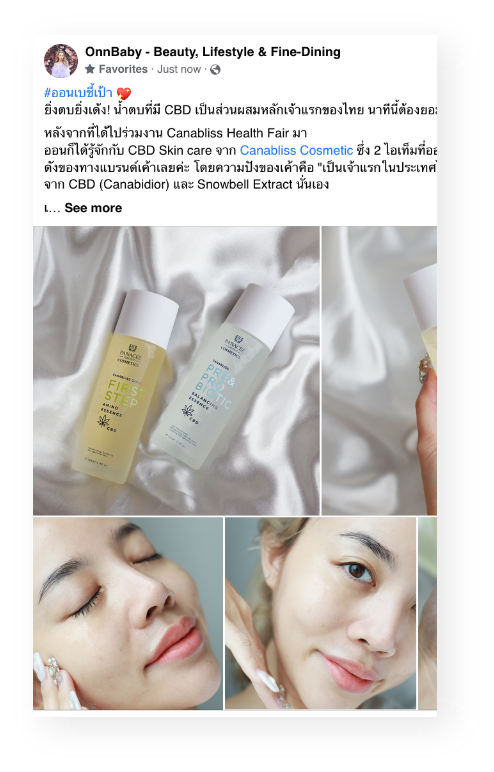 OnnBaby - Beauty, Lifestyle & Fine-Dining
Favorites · Just now ·
#ออนเบชี้เป้า
ยิ่งตบยิ่งเด้ง! น้ำตบที่มี CBD เป็นส่วนผสมหลักเจ้าแรกของไทย นาทีนี้ต้องยอม
หลังจากที่ได้ไปร่วมงาน Canabliss Health Fair มา
ออนก็ได้รู้จักกับ CBD Skin care จาก Canabliss Cosmetic ซึ่ง 2 ไอเท็มที่ออ
ดังของทางแบรนด์เค้าเลยค่ะ โดยความปังของเค้าคือ "เป็นเจ้าแรกในประเทศ
จาก CBD (Canabidior) และ Snowbell Extract นั่นเอง
เ... See more
PANACEE
COSMETICS
FIRST
STEP
AMINO
ESSENCE
CBD
PANACEE
COSMETICS
PRE&
PRO
BIOTIC
BALANCING
ESSENCE
CBD